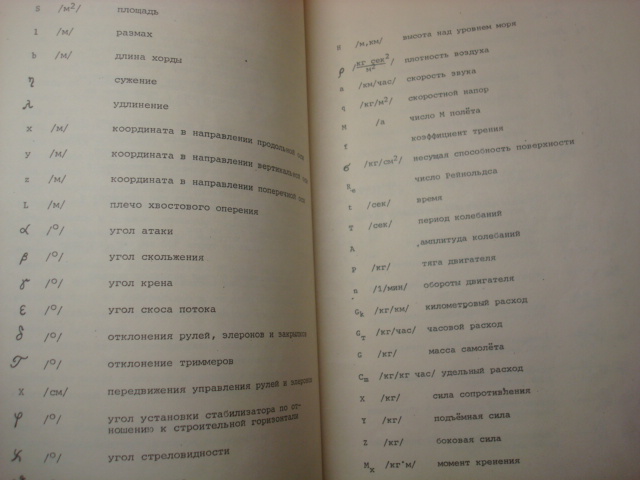 S /м²/ площадь
l /м/ размах
b /м/ длина хорды
η сужение
λ удлинение
x /м/ координата в направлении продольной
y /м/ координата в направлении вертикальной
z /м/ координата в направлении поперечной
L /м/ плечо хвостового оперения
α /О/ угол атаки
β /О/ угол скольжения
γ /О/ угол крена
ε /О/ угол скоса потока
δ /О/ отклонения рулей, элеронов и закрылков
/О/ отклонение триммеров
X /см/ передвижения управления рулей и элеронов
φ /О/ угол установки стабилизатора по от-
ношению к строительной горизонтали
/О/ угол стреловидности
H /м,км/ высота над уровнем моря
ρ /кг сек²/м²/ плотность воздуха
a /км/час/ скорость звука
q /кг/м²/ скоростной напор
M /а число М полёта
f коэффициент трения
σ /кг/см²/ несущая способность поверхности
Re число Рейнольдса
t /сек/ время
T /сек/ период колебаний
A амплитуда колебаний
P /кг/ тяга двигателя
n /1/мин/ обороты двигателя
Gk /кг/км/ километровый расход
GT /кг/час/ часовой расход
G /кг/ масса самолёта
Cm /кг/кг час/ удельный расход
X /кг/ сила сопротивления
Y /кг/ подъёмная сила
Z /кг/ боковая сила
Mx /кг'м/ момент кренения